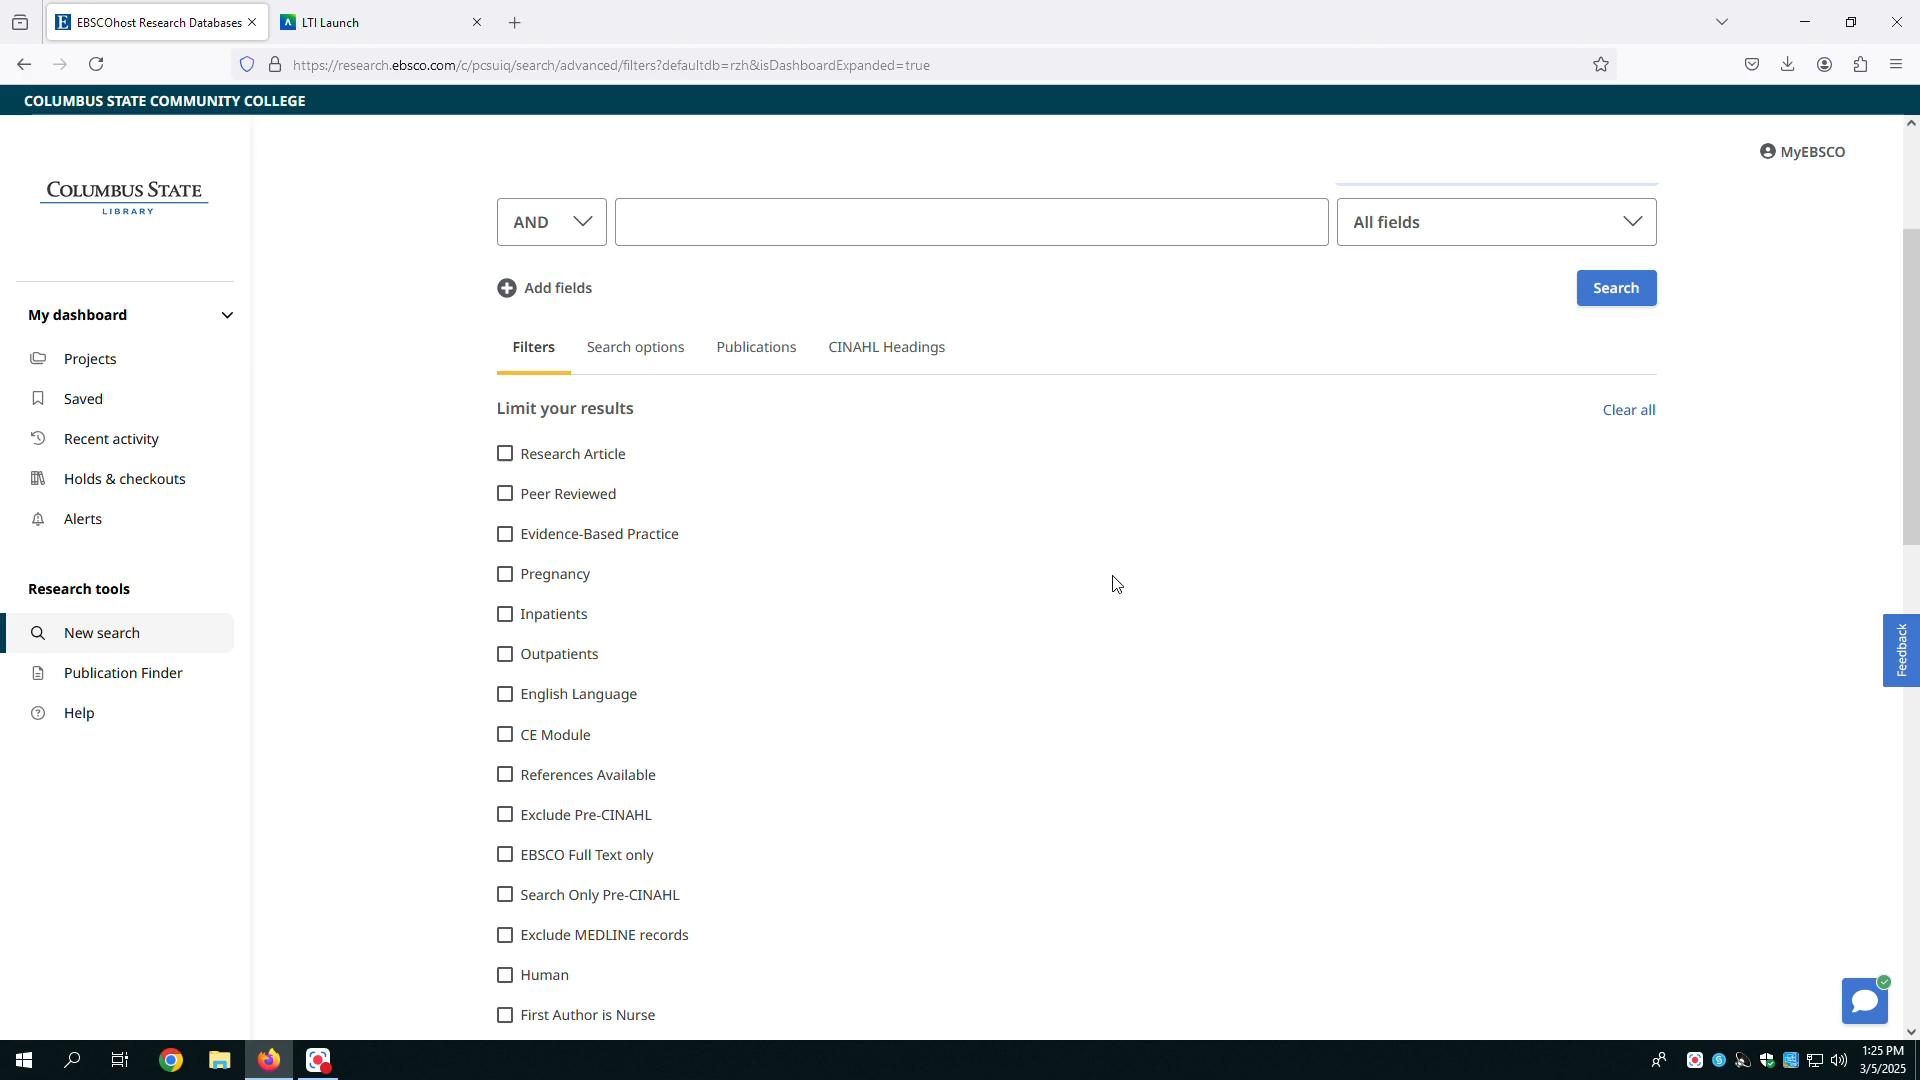 EBSCOhost Research Databases
LTI Launch
https://research.ebsco.com/c/pcsuiq/search/advanced/filters?defaultdb=rzh&isDashboardExpanded=true
COLUMBUS STATE COMMUNITY COLLEGE
MyEBSCO
COLUMBUS STATE
LIBRARY
AND
All fields
Add fields
Search
My dashboard
Projects
Saved
Recent activity
Holds & checkouts
Alerts
Research tools
New search
Publication Finder
Help
Filters
Search options
Publications
CINAHL Headings
Limit your results
Clear all
Research Article
Peer Reviewed
Evidence-Based Practice
Pregnancy
Inpatients
Outpatients
English Language
CE Module
References Available
Exclude Pre-CINAHL
EBSCO Full Text only
Search Only Pre-CINAHL
Exclude MEDLINE records
Human
First Author is Nurse
Feedback
1:25 PM
3/5/2025